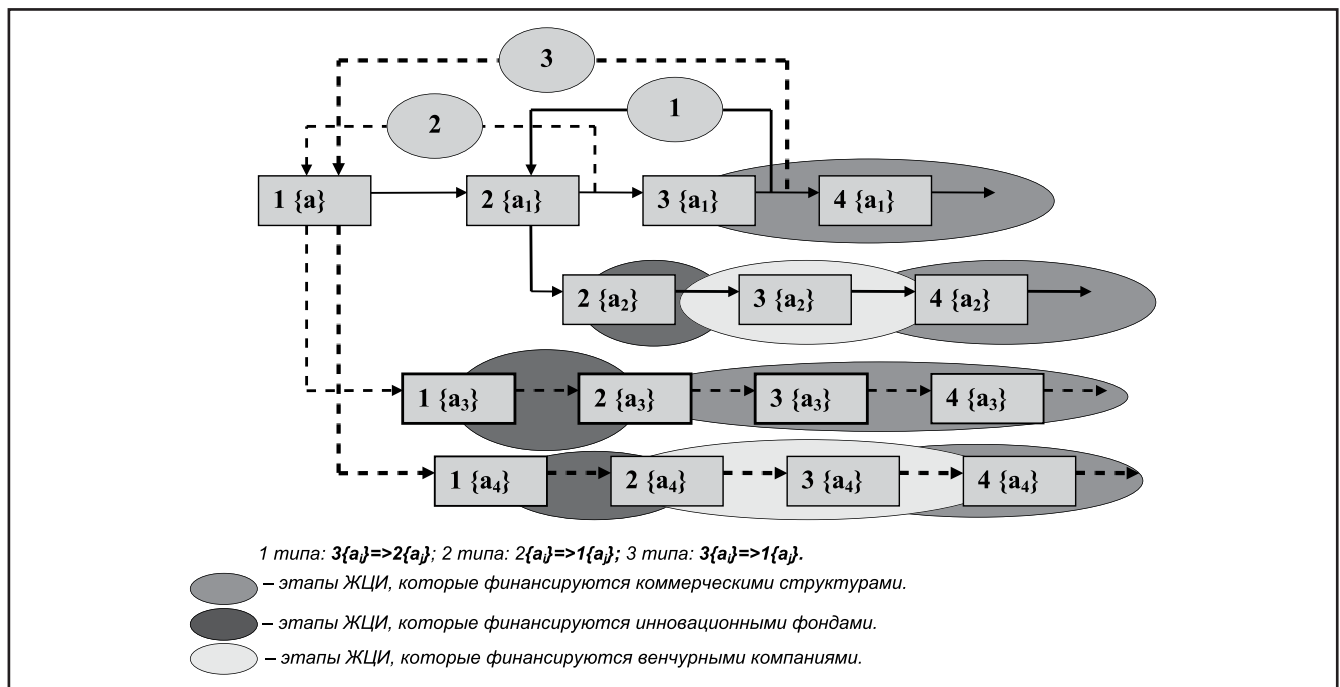 3
1
2
1 {a}
2 {a₁}
3 {a₁}
4 {a₁}
2 {a₂}
3 {a₂}
4 {a₂}
1 {a₃}
2 {a₃}
3 {a₃}
4 {a₃}
1 {a₄}
2 {a₄}
3 {a₄}
4 {a₄}
1 типа: 3{aᵢ}=>2{aⱼ}; 2 типа: 2{aᵢ}=>1{aⱼ}; 3 типа: 3{aᵢ}=>1{aⱼ}.
– этапы ЖЦИ, которые финансируются коммерческими структурами.
– этапы ЖЦИ, которые финансируются инновационными фондами.
– этапы ЖЦИ, которые финансируются венчурными компаниями.